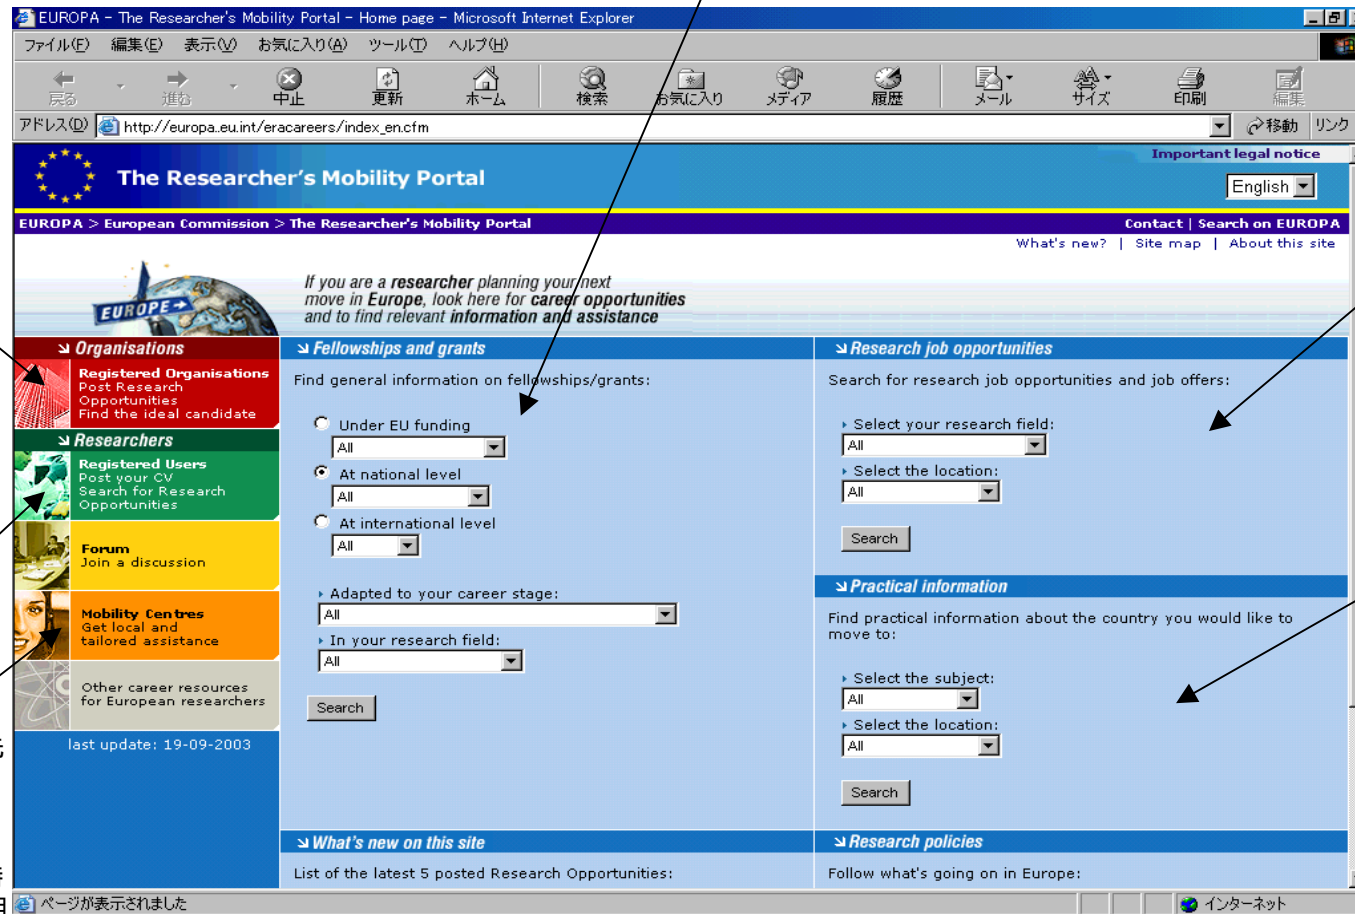 EUROPA - The Researcher's Mobility Portal - Home page - Microsoft Internet Explorer
ファイル(F) 編集(E) 表示(V) お気に入り(A) ツール(T) ヘルプ(H)
戻る 進む 中止 更新 ホーム 検索 お気に入り メディア 履歴 メール サイズ 印刷 編集
アドレス(D) http://europa.eu.int/eracareers/index_en.cfm 移動 リンク
Important legal notice
The Researcher's Mobility Portal
English
EUROPA > European Commission > The Researcher's Mobility Portal
Contact | Search on EUROPA
What's new? | Site map | About this site
EUROPE
If you are a researcher planning your next
move in Europe, look here for career opportunities
and to find relevant information and assistance
Organisations
Registered Organisations
Post Research
Opportunities
Find the ideal candidate
Researchers
Registered Users
Post your CV
Search for Research
Opportunities
Forum
Join a discussion
Mobility Centres
Get local and
tailored assistance
Other career resources
for European researchers
last update: 19-09-2003
Fellowships and grants
Find general information on fellowships/grants:
Under EU funding
All
At national level
All
At international level
All
Adapted to your career stage:
All
In your research field:
All
Search
What's new on this site
List of the latest 5 posted Research Opportunities:
Research job opportunities
Search for research job opportunities and job offers:
Select your research field:
All
Select the location:
All
Search
Practical information
Find practical information about the country you would like to
move to:
Select the subject:
All
Select the location:
All
Search
Research policies
Follow what's going on in Europe:
ページが表示されました
インターネット